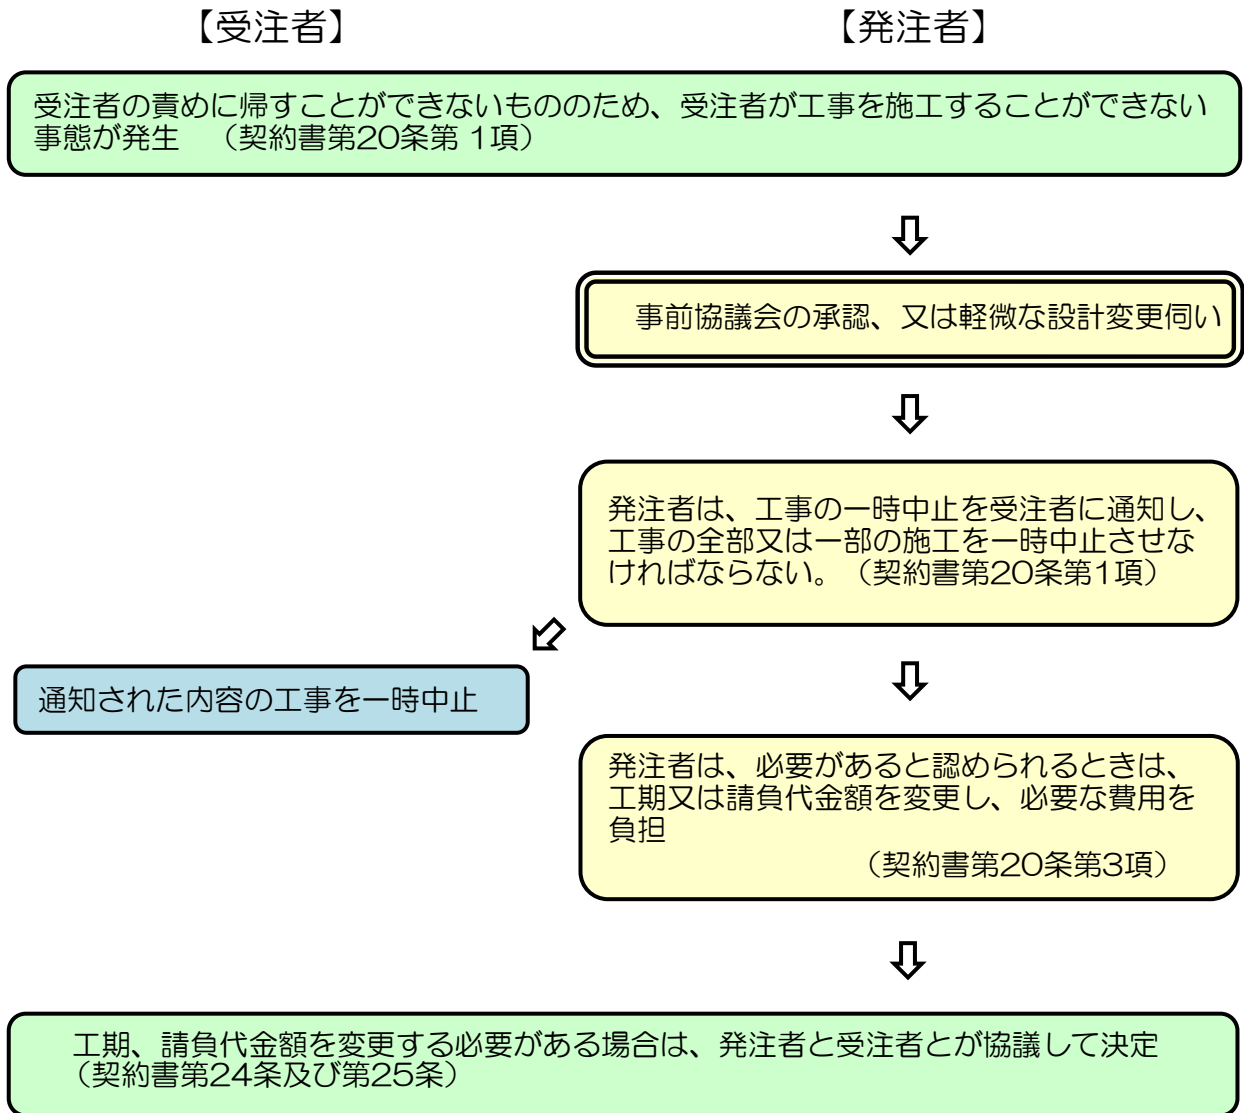 【受注者】
【発注者】
受注者の責めに帰すことができないもののため、受注者が工事を施工することができない
事態が発生 （契約書第20条第 1項）
事前協議会の承認、又は軽微な設計変更伺い
発注者は、工事の一時中止を受注者に通知し、
工事の全部又は一部の施工を一時中止させな
ければならない。（契約書第20条第1項）
通知された内容の工事を一時中止
発注者は、必要があると認められるときは、
工期又は請負代金額を変更し、必要な費用を
負担
（契約書第20条第3項）
工期、請負代金額を変更する必要がある場合は、発注者と受注者とが協議して決定
（契約書第24条及び第25条）